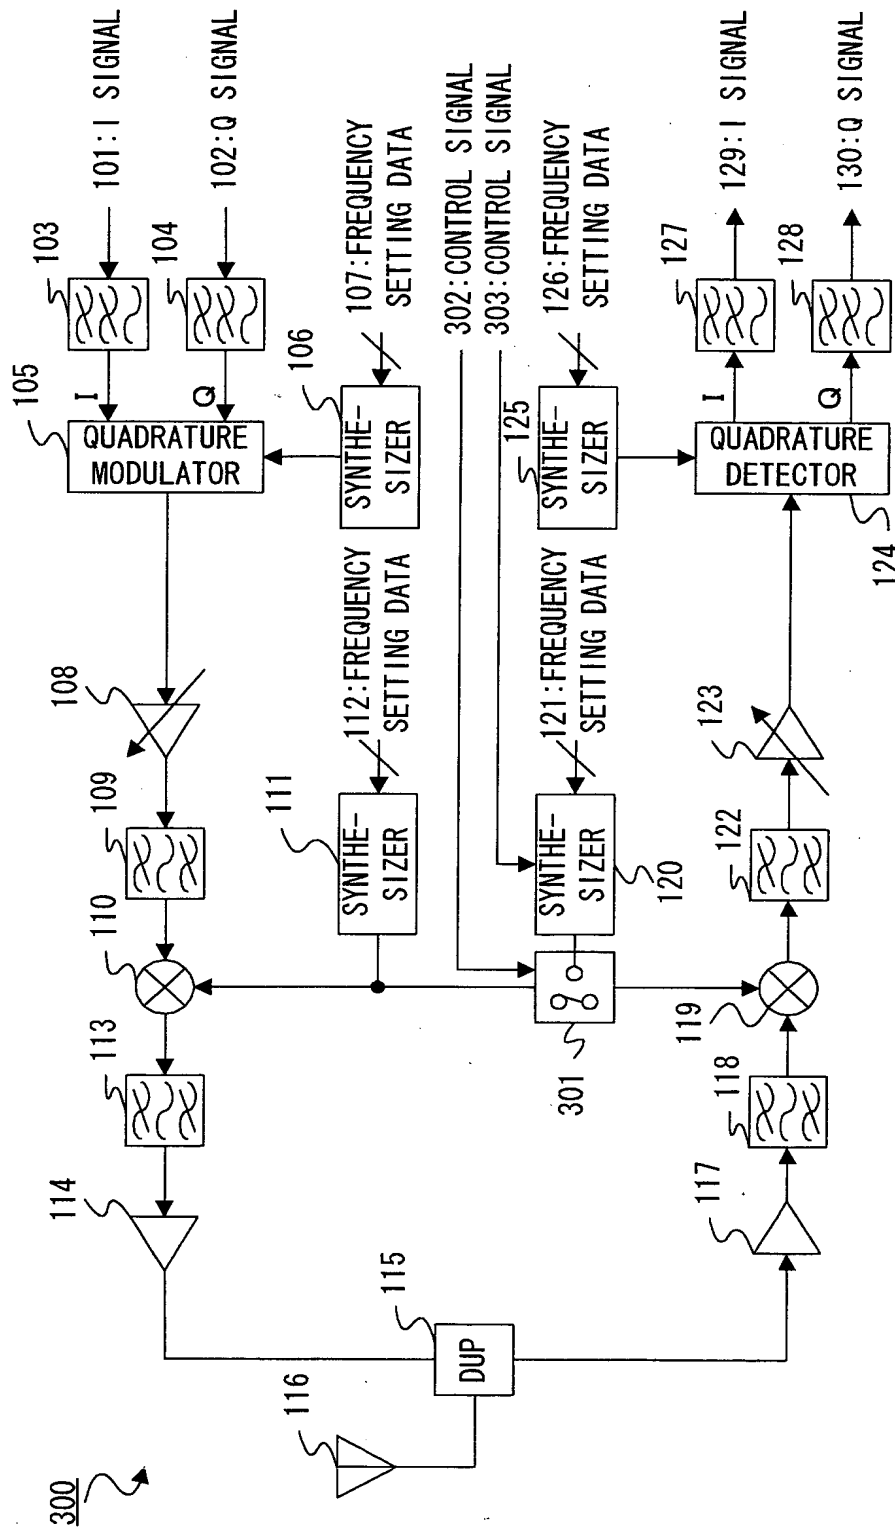 300
116
115
DUP
114
113
110
109
108
105
QUADRATURE
MODULATOR
I
Q
103
104
101:I SIGNAL
102:Q SIGNAL
111
SYNTHE-
SIZER
112:FREQUENCY
SETTING DATA
106
SYNTHE-
SIZER
107:FREQUENCY
SETTING DATA
302:CONTROL SIGNAL
303:CONTROL SIGNAL
301
120
SYNTHE-
SIZER
121:FREQUENCY
SETTING DATA
125
SYNTHE-
SIZER
126:FREQUENCY
SETTING DATA
117
118
119
122
123
124
QUADRATURE
DETECTOR
I
Q
127
128
129:I SIGNAL
130:Q SIGNAL